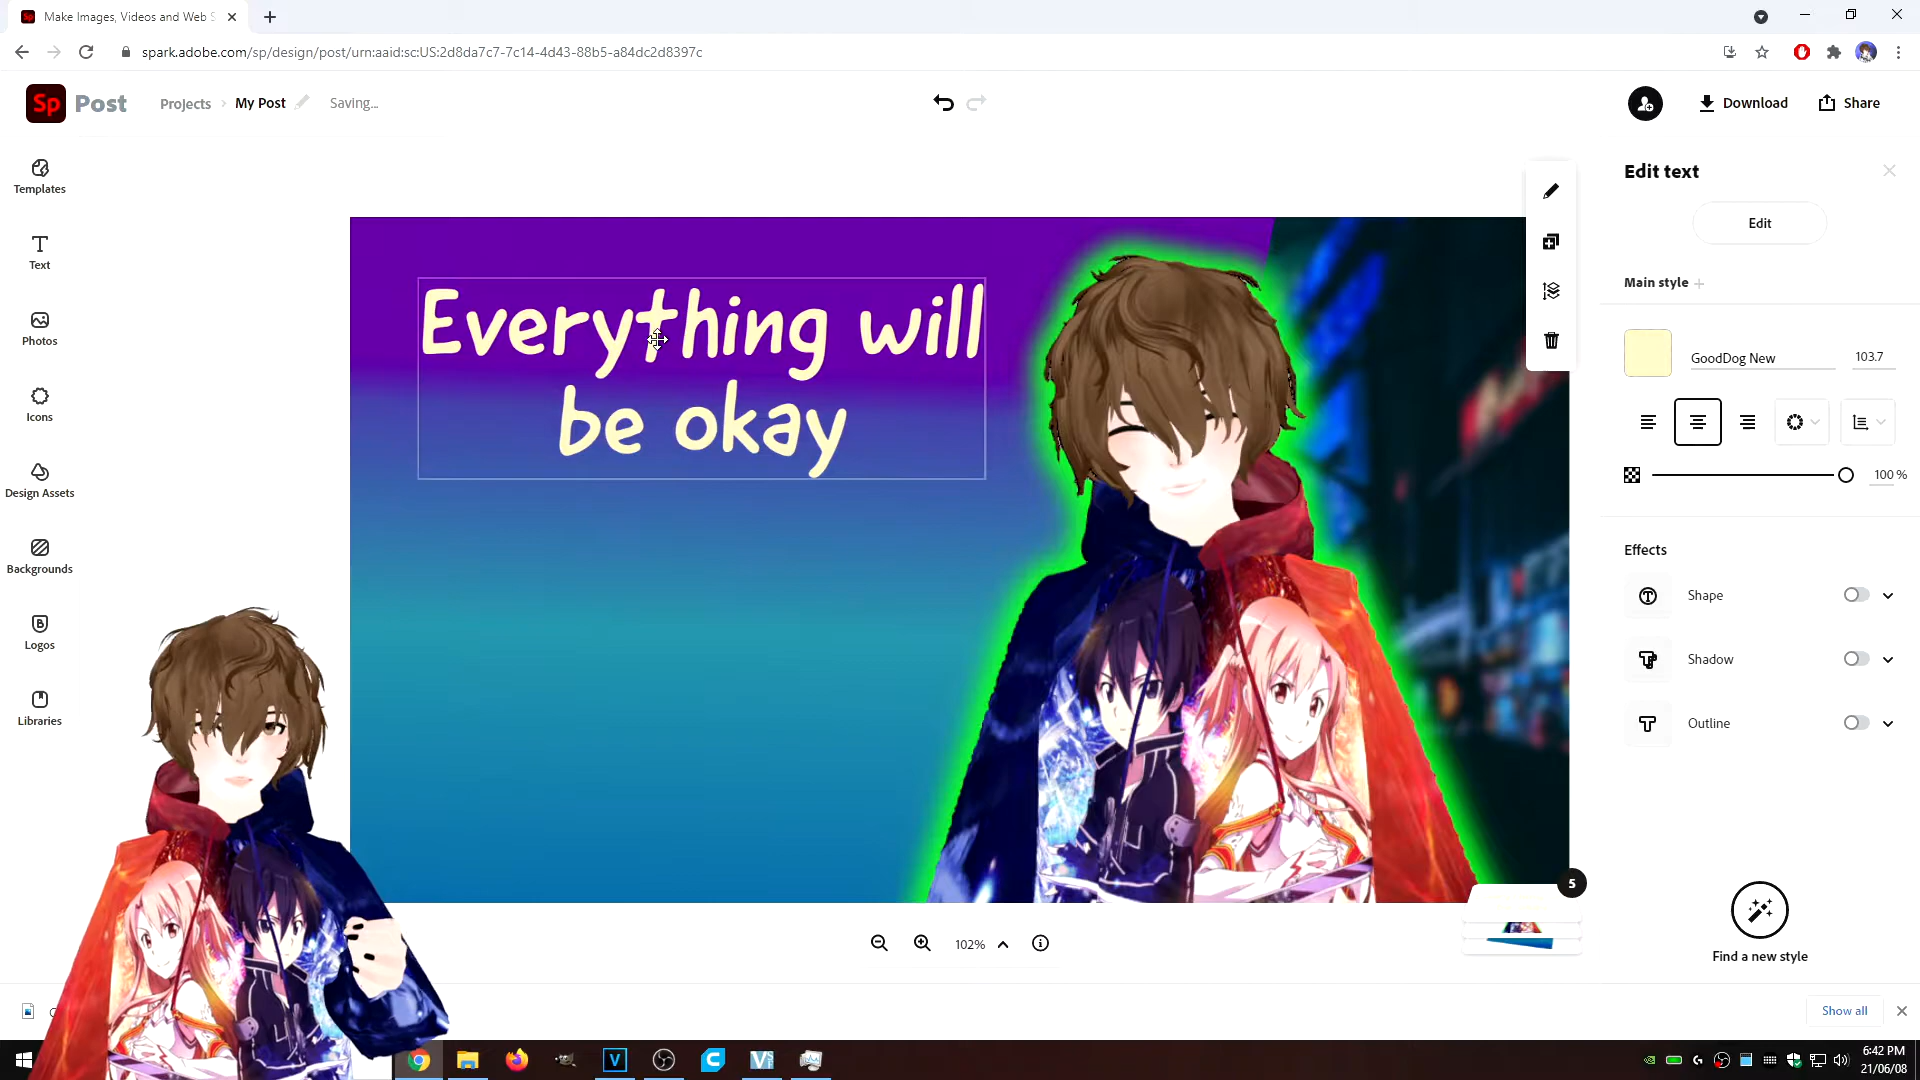 Make Images, Videos and Web S
spark.adobe.com/sp/design/post/urn:aaid:sc:US:2d8da7c7-7c14-4d43-88b5-a84dc2d8397c
Sp Post Projects › My Post Saving...
Download Share
Templates
Text
Photos
Icons
Design Assets
Backgrounds
Logos
Libraries
Everything will
be okay
Edit text
Edit
Main style +
GoodDog New 103.7
100 %
Effects
Shape
Shadow
Outline
5
Find a new style
102%
Show all
6:42 PM
21/06/08